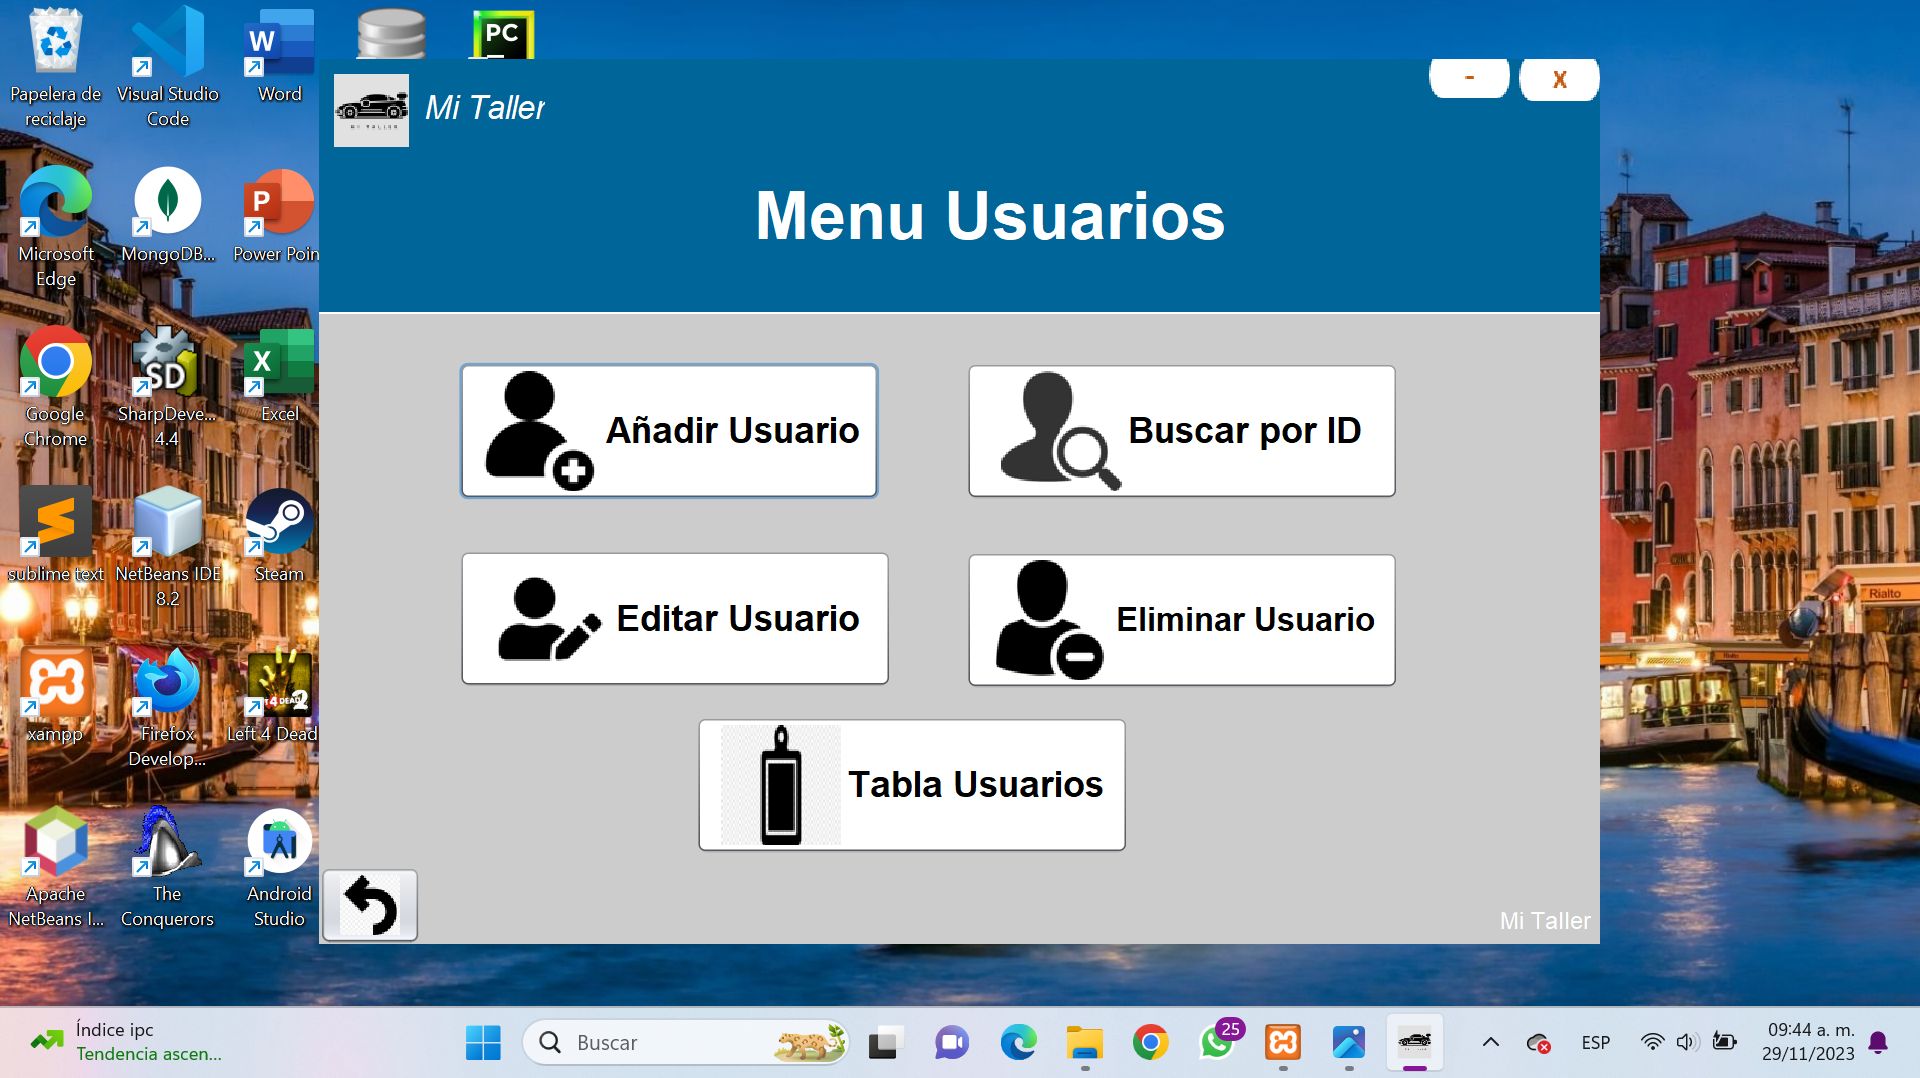 Papelera de
reciclaje
Visual Studio
Code
W
Word
PC
Mi Taller
-
X
Menu Usuarios
Microsoft
Edge
MongoDB...
P
Power Poin
Google
Chrome
SD
SharpDeve...
4.4
X
Excel
Añadir Usuario
Buscar por ID
sublime text
NetBeans IDE
8.2
Steam
Editar Usuario
Eliminar Usuario
Rialto
Rialto
xampp
Firefox
Develop...
Left 4 Dead
Tabla Usuarios
Apache
NetBeans I...
The
Conquerors
Android
Studio
Mi Taller
Índice ipc
Tendencia ascen...
Buscar
25
ESP
09:44 a. m.
29/11/2023